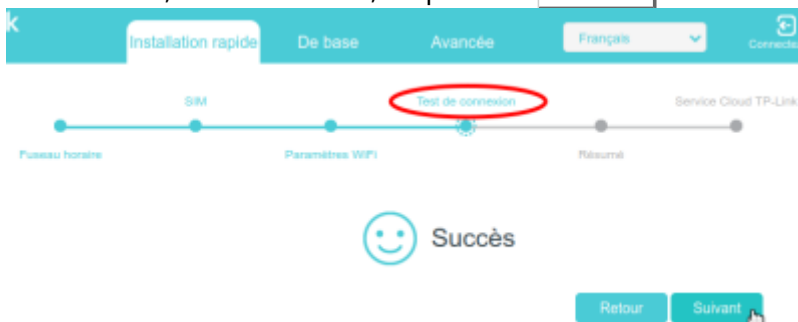 k
Installation rapide De base Avancée Français
SIM Test de connexion Service Cloud TP-Link
Fuseau horaire Paramètres WiFi Résumé
Succès
Retour Suivant